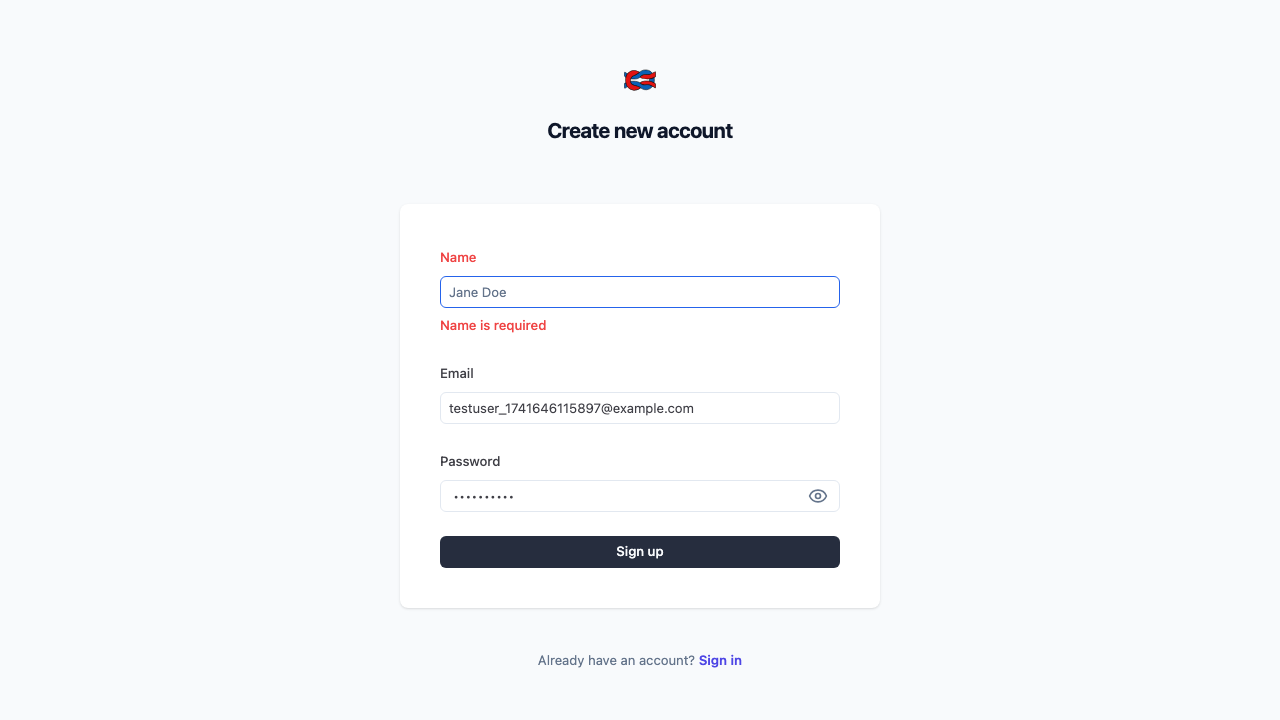 Create new account
Name
Jane Doe
Name is required
Email
testuser_1741646115897@example.com
Password
••••••••••
Sign up
Already have an account? Sign in